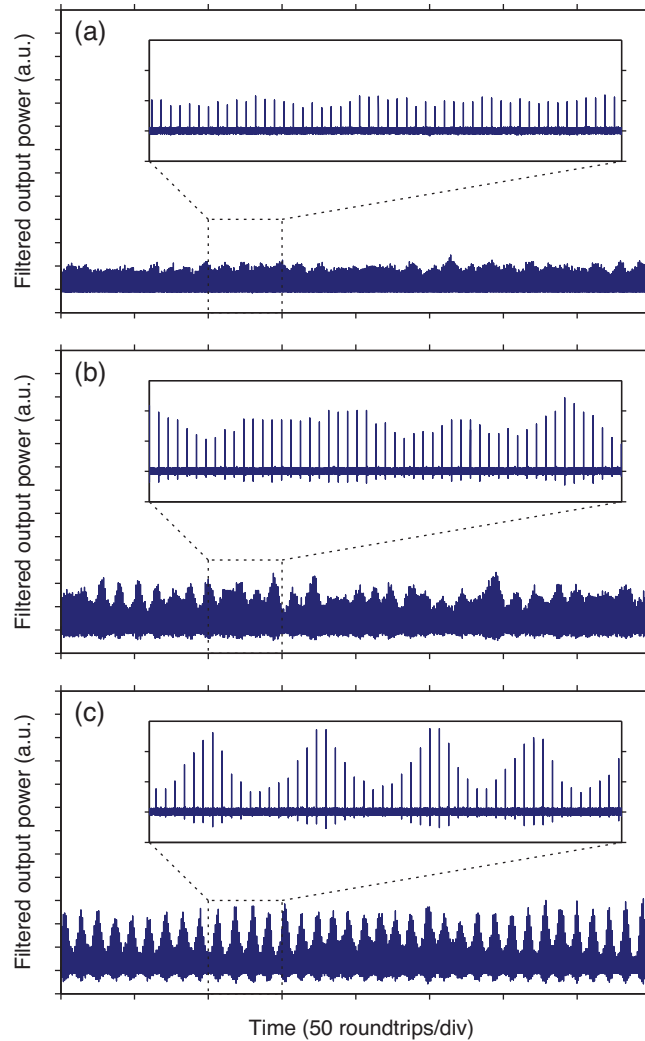 (a)
Filtered output power (a.u.)
(b)
Filtered output power (a.u.)
(c)
Filtered output power (a.u.)
Time (50 roundtrips/div)